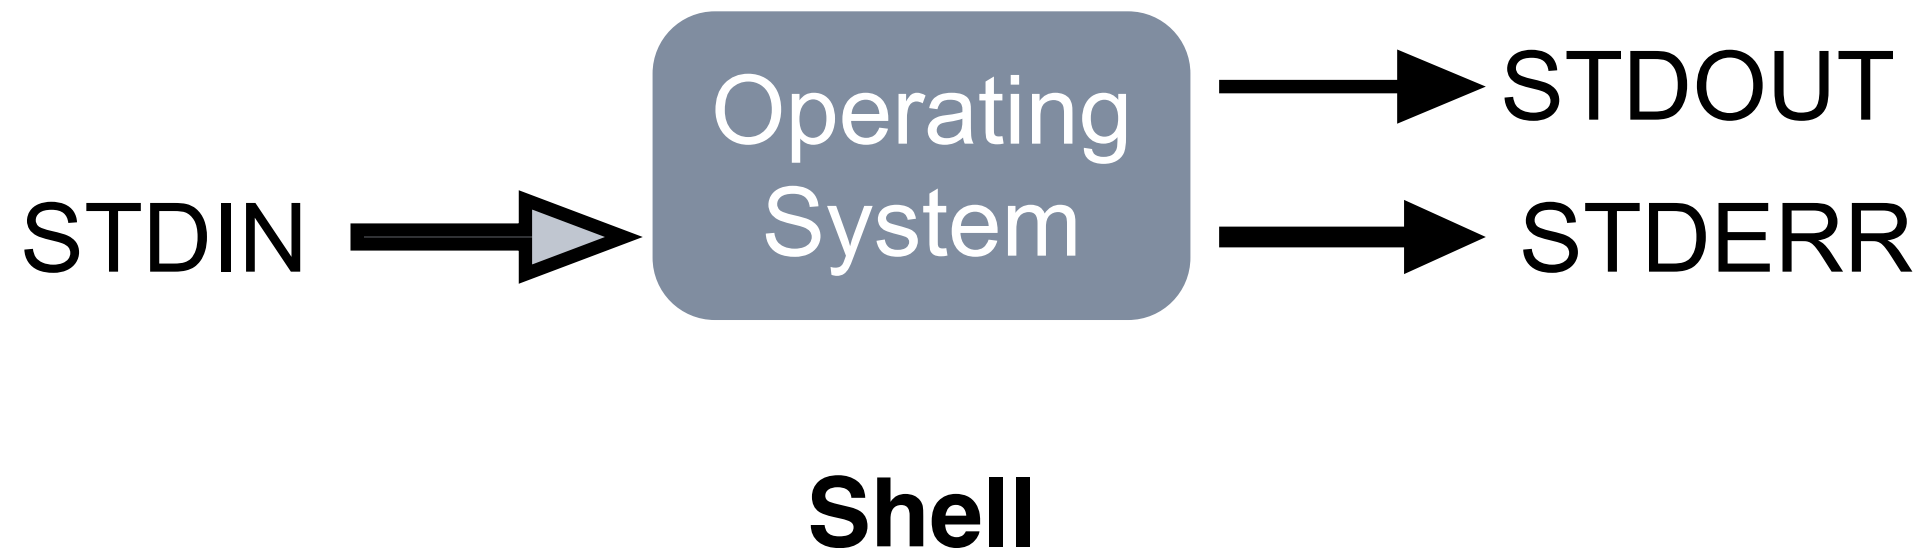 STDIN
Operating
System
STDOUT
STDERR
Shell